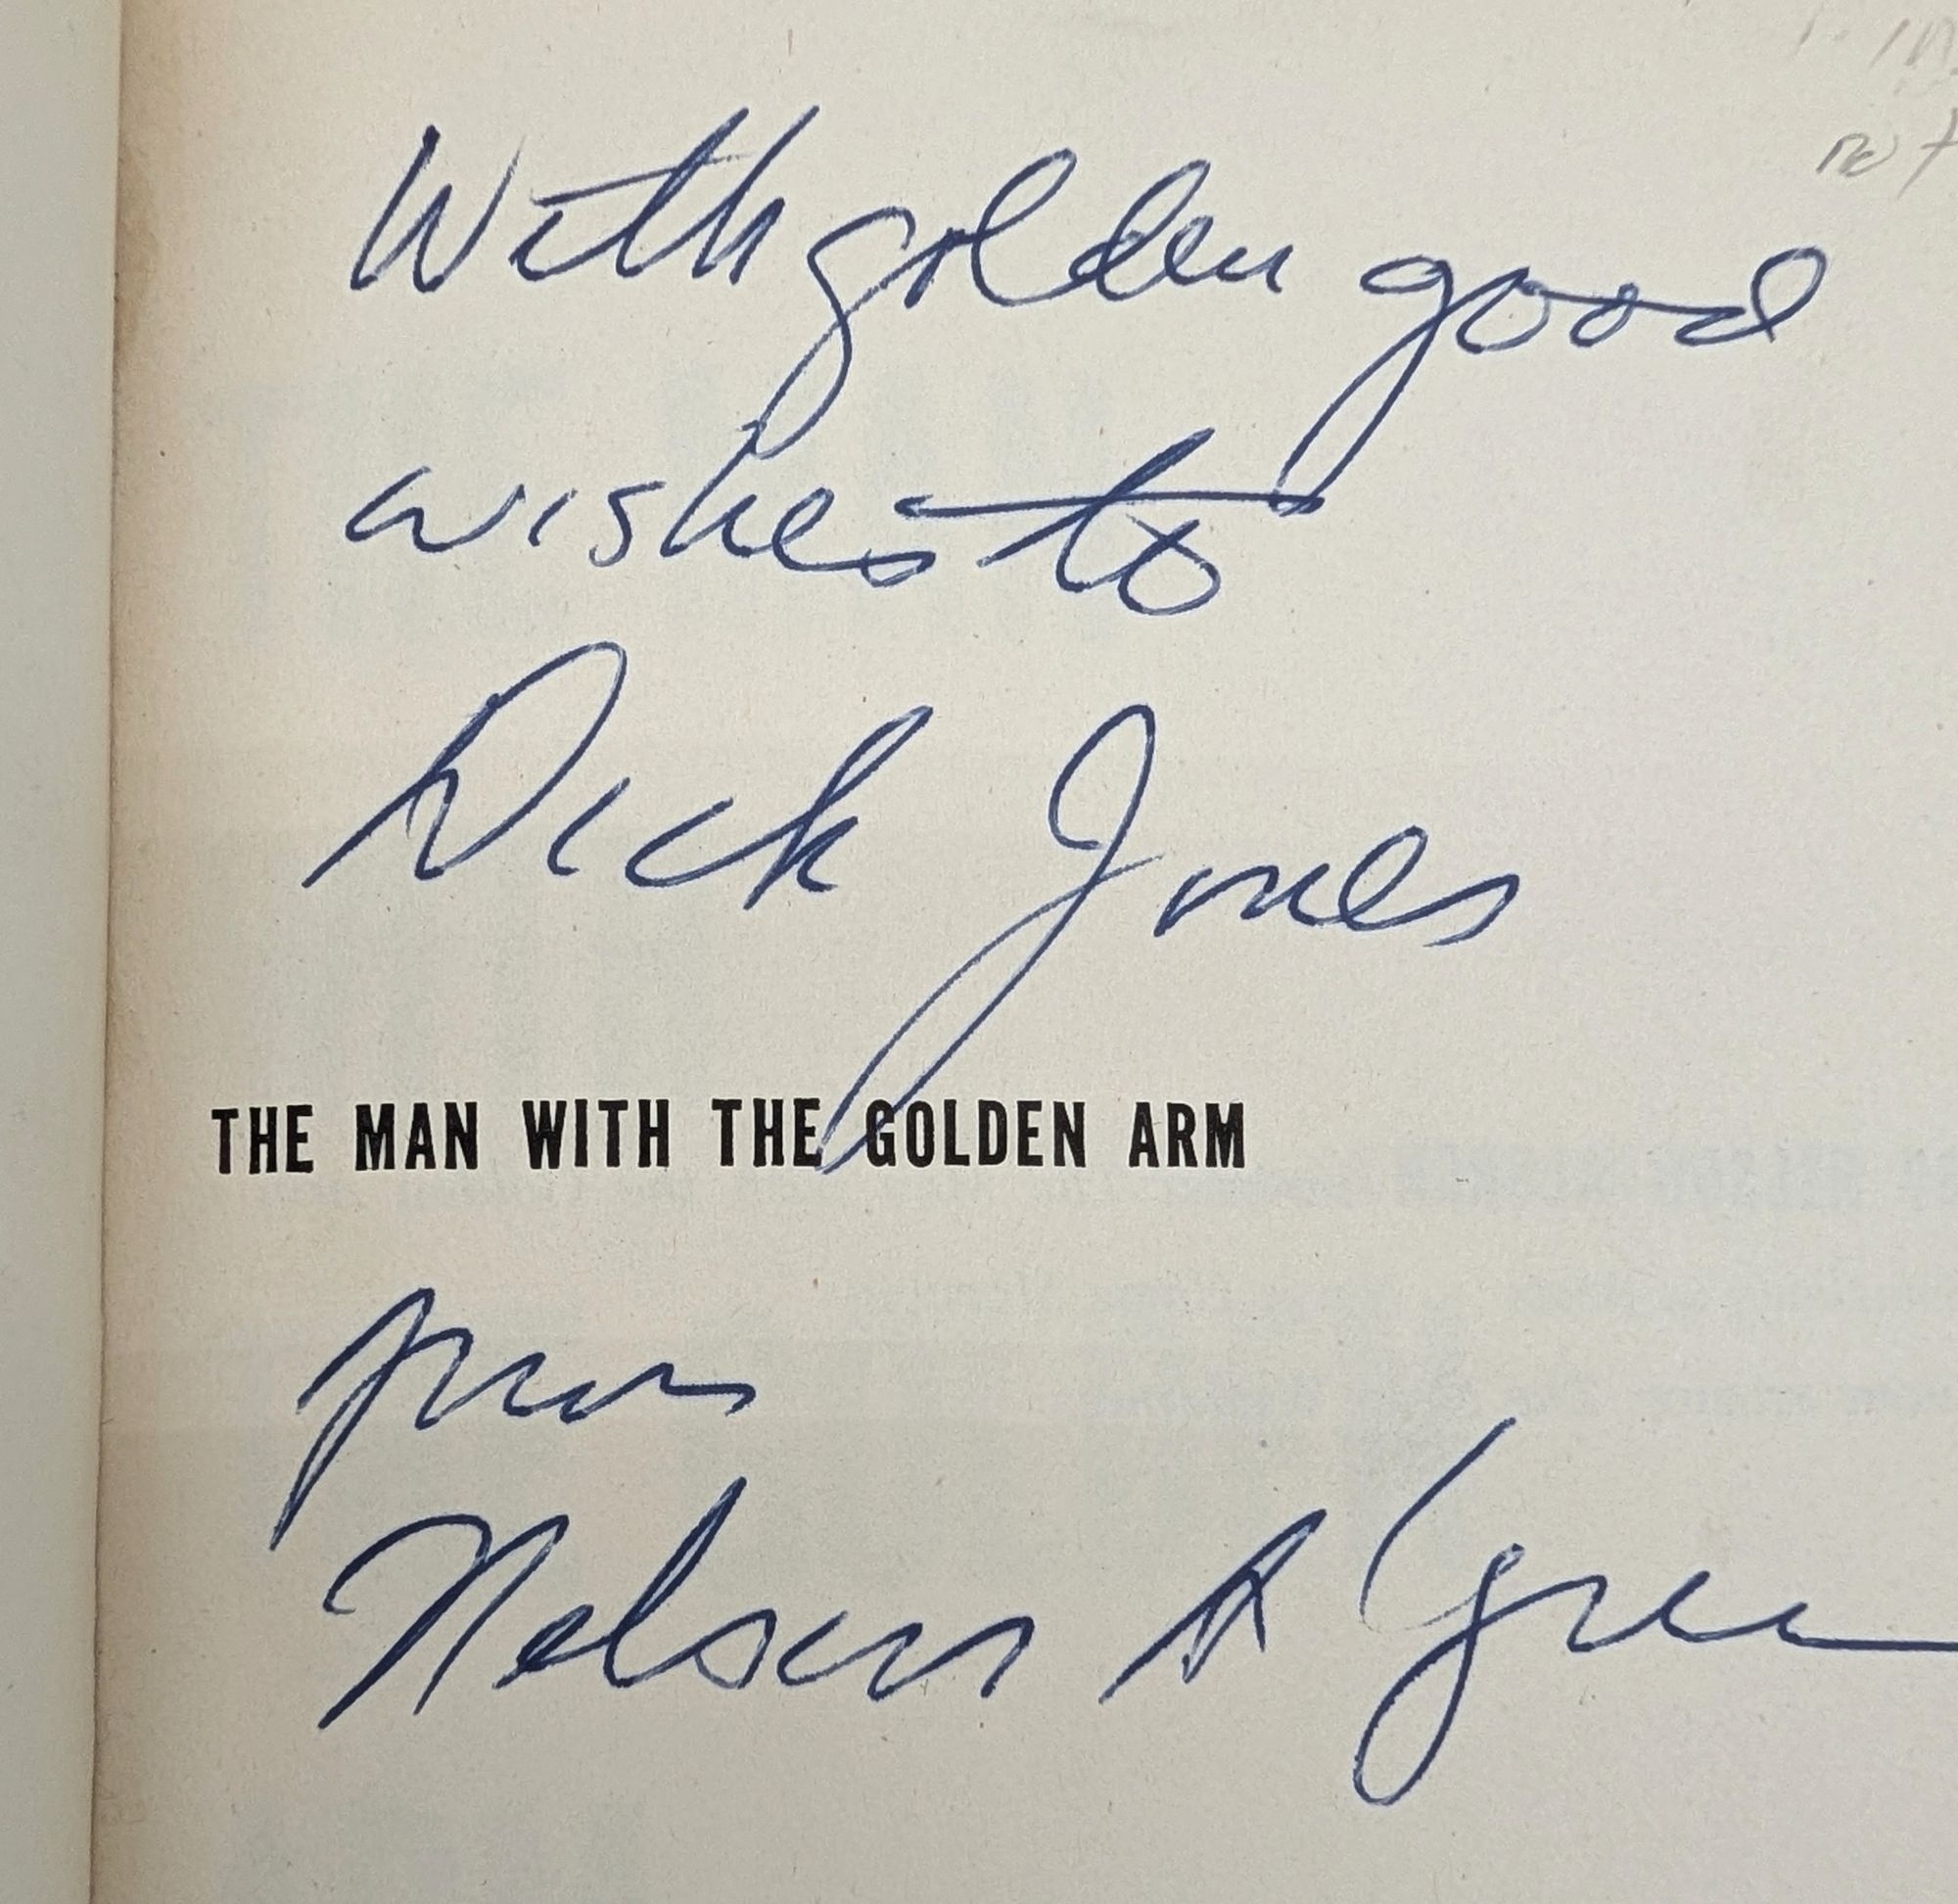 With golden good
wishes to
Dick Jones
THE MAN WITH THE GOLDEN ARM
from
Nelson Algren